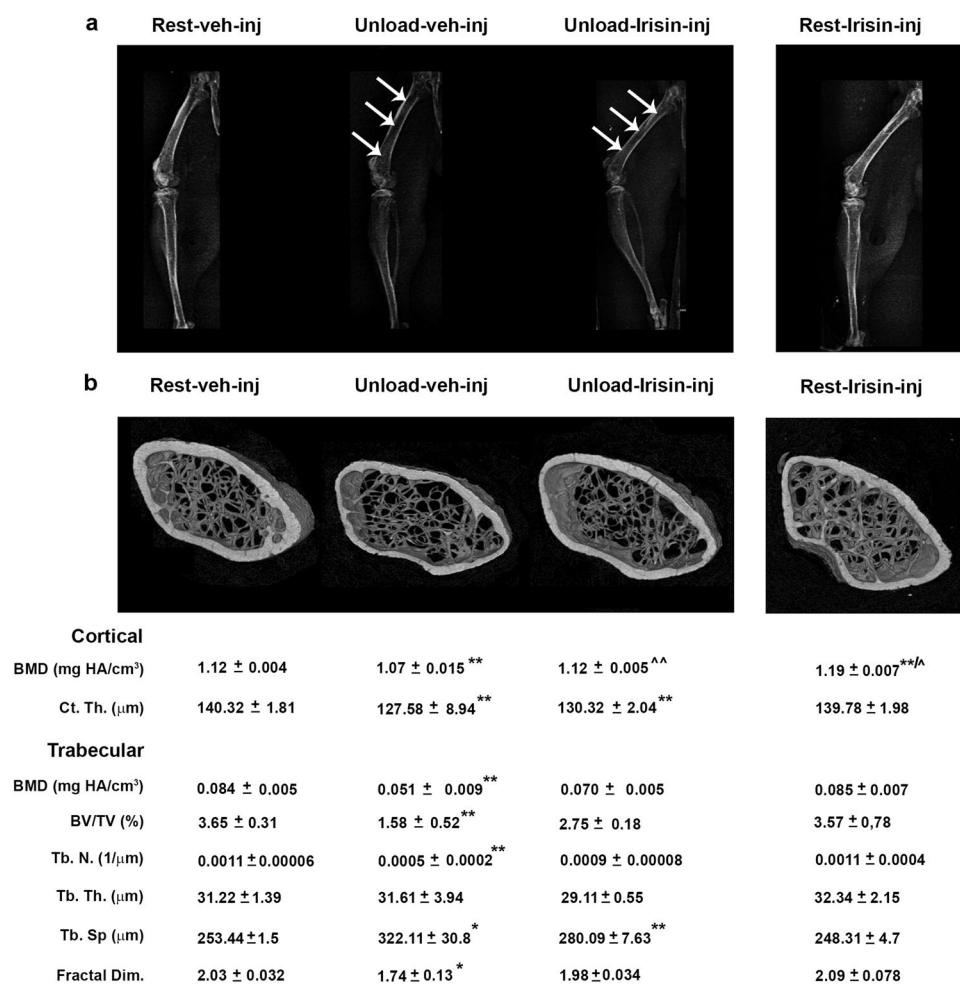 a Rest-veh-inj Unload-veh-inj Unload-Irisin-inj Rest-Irisin-inj
b Rest-veh-inj Unload-veh-inj Unload-Irisin-inj Rest-Irisin-inj
Cortical
BMD (mg HA/cm³) 1.12 ± 0.004 1.07 ± 0.015** 1.12 ± 0.005^^ 1.19 ± 0.007**/^
Ct. Th. (μm) 140.32 ± 1.81 127.58 ± 8.94** 130.32 ± 2.04** 139.78 ± 1.98
Trabecular
BMD (mg HA/cm³) 0.084 ± 0.005 0.051 ± 0.009** 0.070 ± 0.005 0.085 ± 0.007
BV/TV (%) 3.65 ± 0.31 1.58 ± 0.52** 2.75 ± 0.18 3.57 ± 0,78
Tb. N. (1/μm) 0.0011 ± 0.00006 0.0005 ± 0.0002** 0.0009 ± 0.00008 0.0011 ± 0.0004
Tb. Th. (μm) 31.22 ± 1.39 31.61 ± 3.94 29.11 ± 0.55 32.34 ± 2.15
Tb. Sp (μm) 253.44 ± 1.5 322.11 ± 30.8* 280.09 ± 7.63** 248.31 ± 4.7
Fractal Dim. 2.03 ± 0.032 1.74 ± 0.13* 1.98 ± 0.034 2.09 ± 0.078